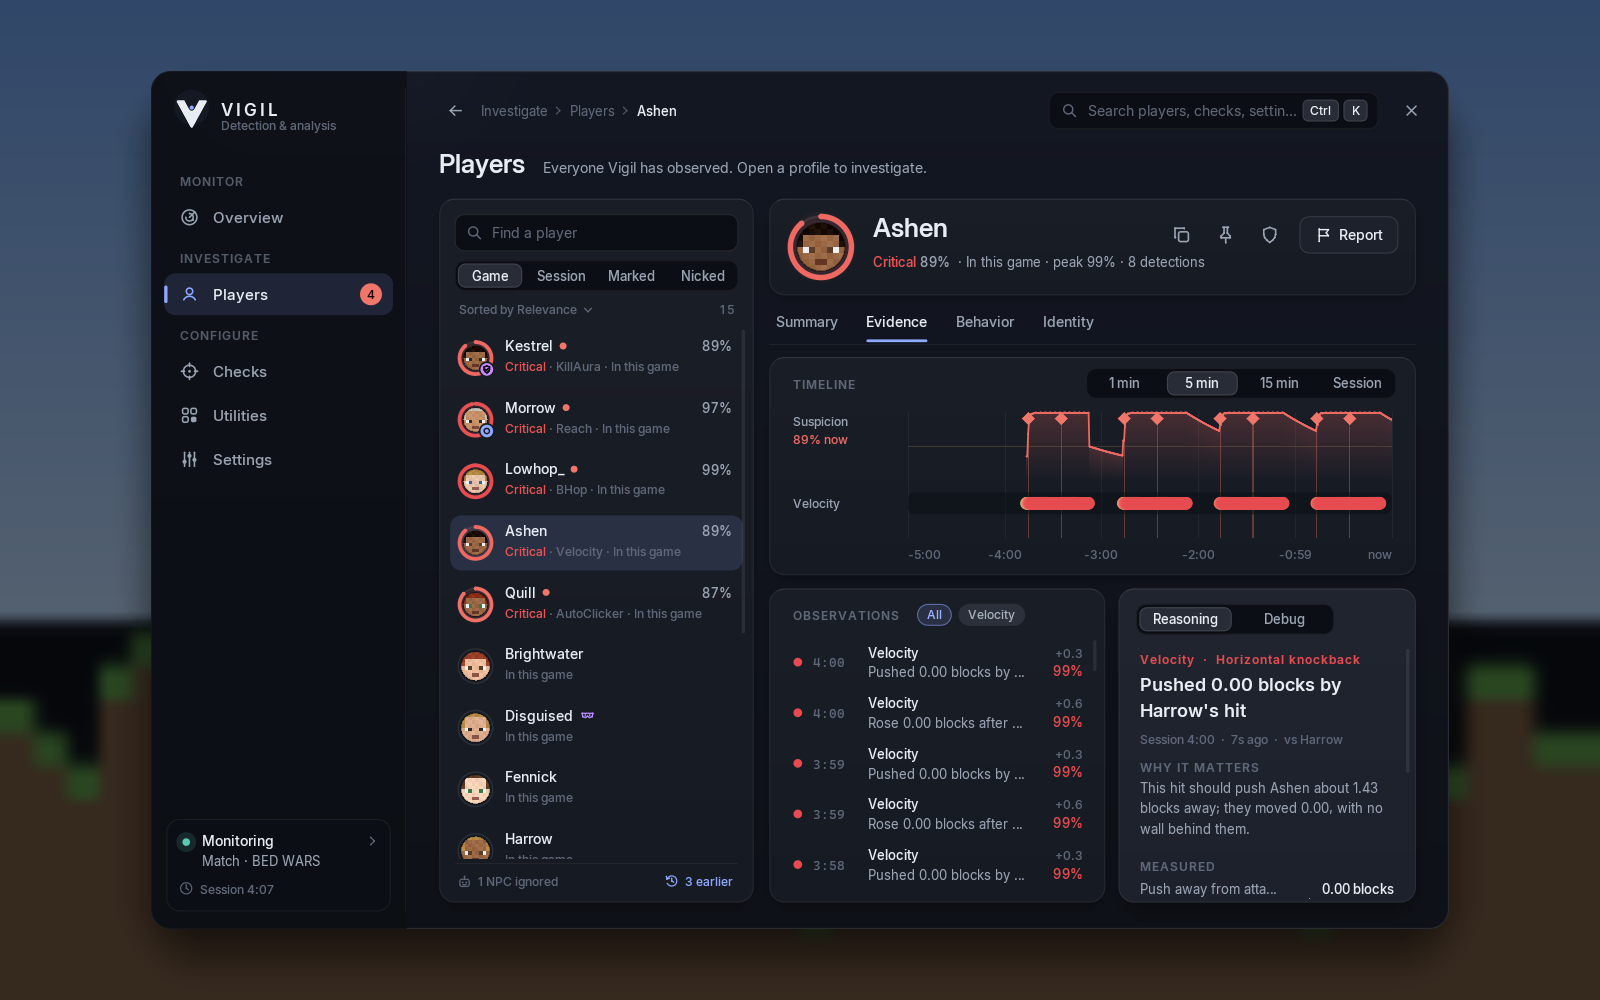 VIGIL
Detection & analysis
MONITOR
Overview
INVESTIGATE
Players
4
CONFIGURE
Checks
Utilities
Settings
Monitoring
Match · BED WARS
Session 4:07
Investigate > Players > Ashen
Search players, checks, settin... Ctrl K
Players
Everyone Vigil has observed. Open a profile to investigate.
Find a player
Game Session Marked Nicked
Sorted by Relevance 15
Kestrel 89%
Critical · KillAura · In this game
Morrow 97%
Critical · Reach · In this game
Lowhop_ 99%
Critical · BHop · In this game
Ashen 89%
Critical · Velocity · In this game
Quill 87%
Critical · AutoClicker · In this game
Brightwater
In this game
Disguised
In this game
Fennick
In this game
Harrow
In this game
1 NPC ignored 3 earlier
Ashen
Critical 89% · In this game · peak 99% · 8 detections
Report
Summary Evidence Behavior Identity
TIMELINE
1 min 5 min 15 min Session
Suspicion
89% now
Velocity
-5:00 -4:00 -3:00 -2:00 -0:59 now
OBSERVATIONS All Velocity
4:00 Velocity +0.3
Pushed 0.00 blocks by ... 99%
4:00 Velocity +0.6
Rose 0.00 blocks after ... 99%
3:59 Velocity +0.3
Pushed 0.00 blocks by ... 99%
3:59 Velocity +0.6
Rose 0.00 blocks after ... 99%
3:58 Velocity +0.3
Pushed 0.00 blocks by ... 99%
Reasoning Debug
Velocity · Horizontal knockback
Pushed 0.00 blocks by
Harrow's hit
Session 4:00 · 7s ago · vs Harrow
WHY IT MATTERS
This hit should push Ashen about 1.43
blocks away; they moved 0.00, with no
wall behind them.
MEASURED
Push away from atta... 0.00 blocks